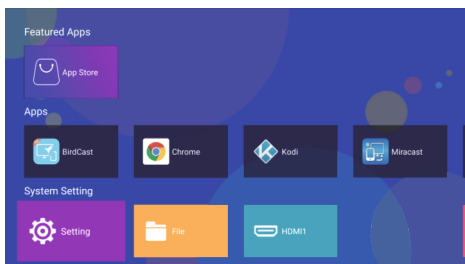 Featured Apps
App Store
Apps
BirdCast
Chrome
Kodi
Miracast
System Setting
Setting
File
HDMI1